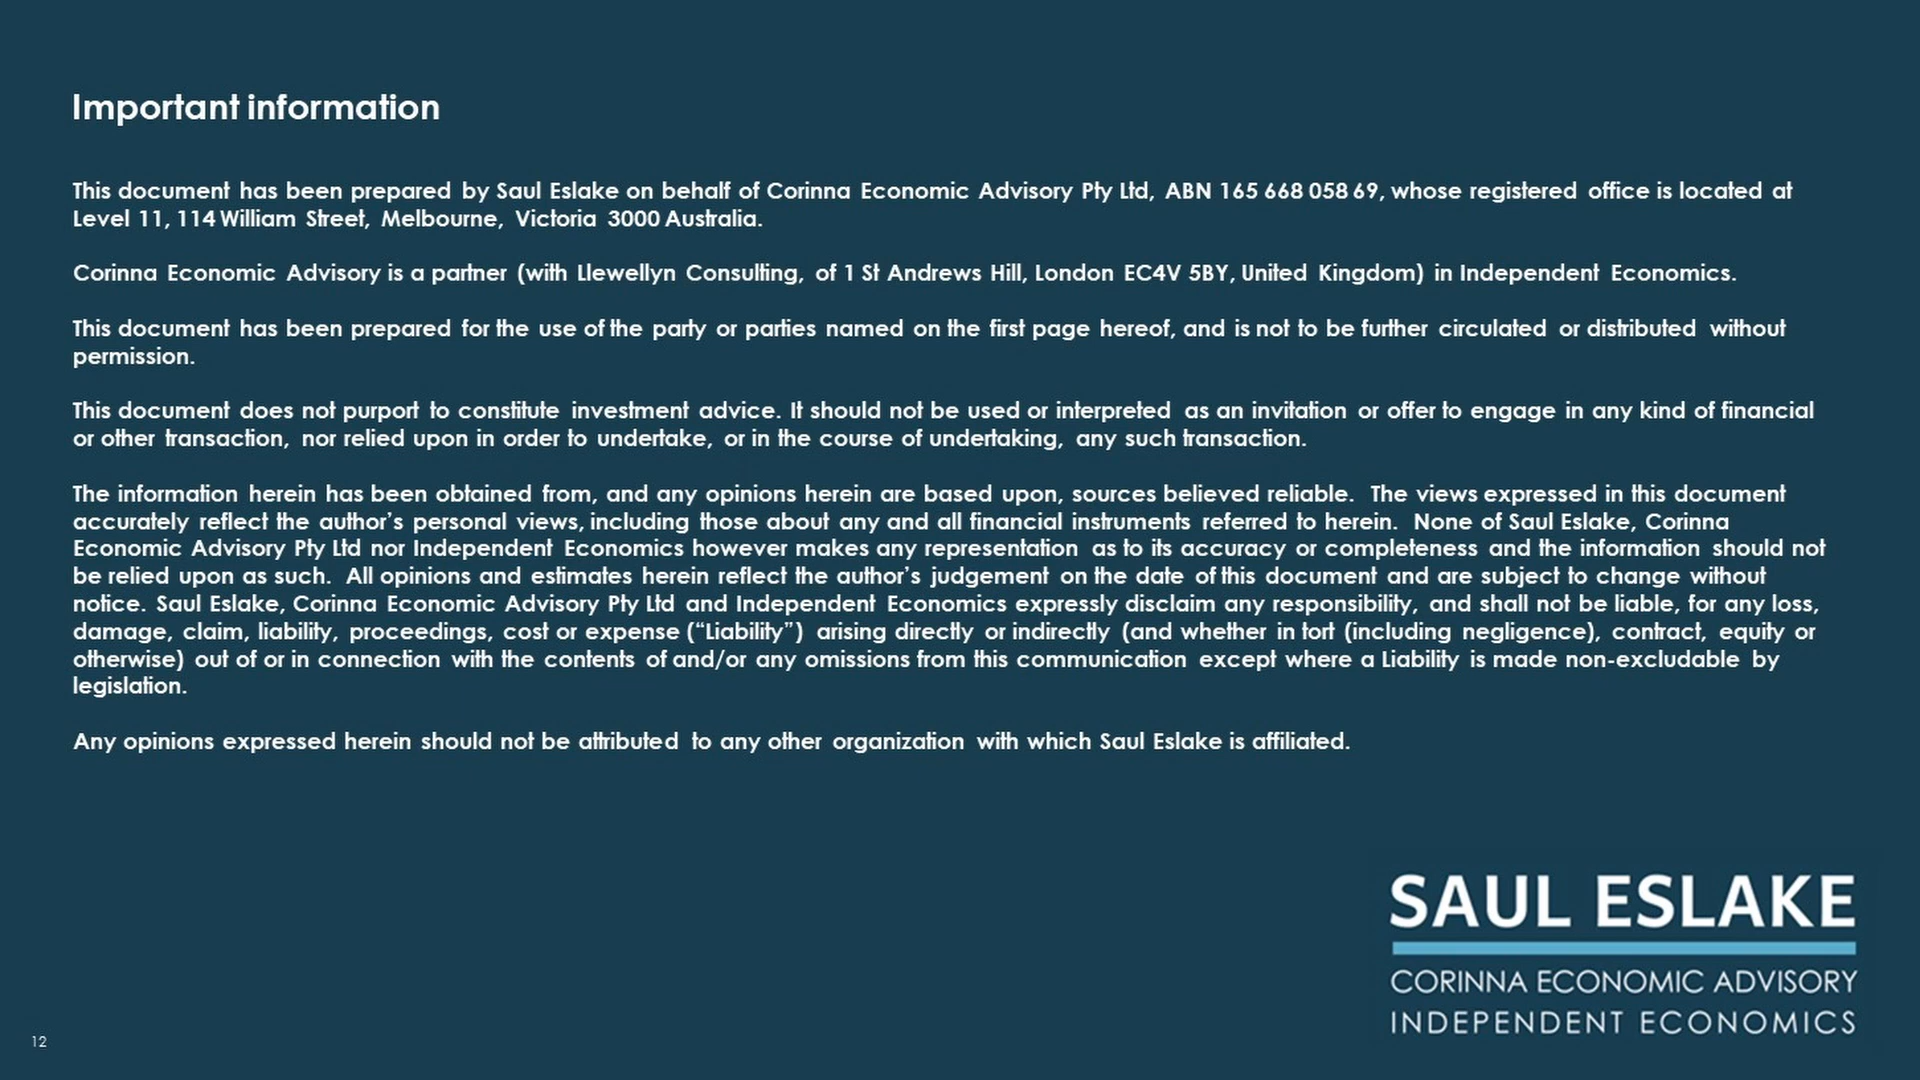 Important information
This document has been prepared by Saul Eslake on behalf of Corinna Economic Advisory Pty Ltd, ABN 165 668 058 69, whose registered office is located at
Level 11, 114 William Street, Melbourne, Victoria 3000 Australia.
Corinna Economic Advisory is a partner (with Llewellyn Consulting, of 1 St Andrews Hill, London EC4V 5BY, United Kingdom) in Independent Economics.
This document has been prepared for the use of the party or parties named on the first page hereof, and is not to be further circulated or distributed without
permission.
This document does not purport to constitute investment advice. It should not be used or interpreted as an invitation or offer to engage in any kind of financial
or other transaction, nor relied upon in order to undertake, or in the course of undertaking, any such transaction.
The information herein has been obtained from, and any opinions herein are based upon, sources believed reliable. The views expressed in this document
accurately reflect the author's personal views, including those about any and all financial instruments referred to herein. None of Saul Eslake, Corinna
Economic Advisory Pty Ltd nor Independent Economics however makes any representation as to its accuracy or completeness and the information should not
be relied upon as such. All opinions and estimates herein reflect the author's judgement on the date of this document and are subject to change without
notice. Saul Eslake, Corinna Economic Advisory Pty Ltd and Independent Economics expressly disclaim any responsibility, and shall not be liable, for any loss,
damage, claim, liability, proceedings, cost or expense (“Liability”) arising directly or indirectly (and whether in tort (including negligence), contract, equity or
otherwise) out of or in connection with the contents of and/or any omissions from this communication except where a Liability is made non-excludable by
legislation.
Any opinions expressed herein should not be attributed to any other organization with which Saul Eslake is affiliated.
SAUL ESLAKE
CORINNA ECONOMIC ADVISORY
INDEPENDENT ECONOMICS
12